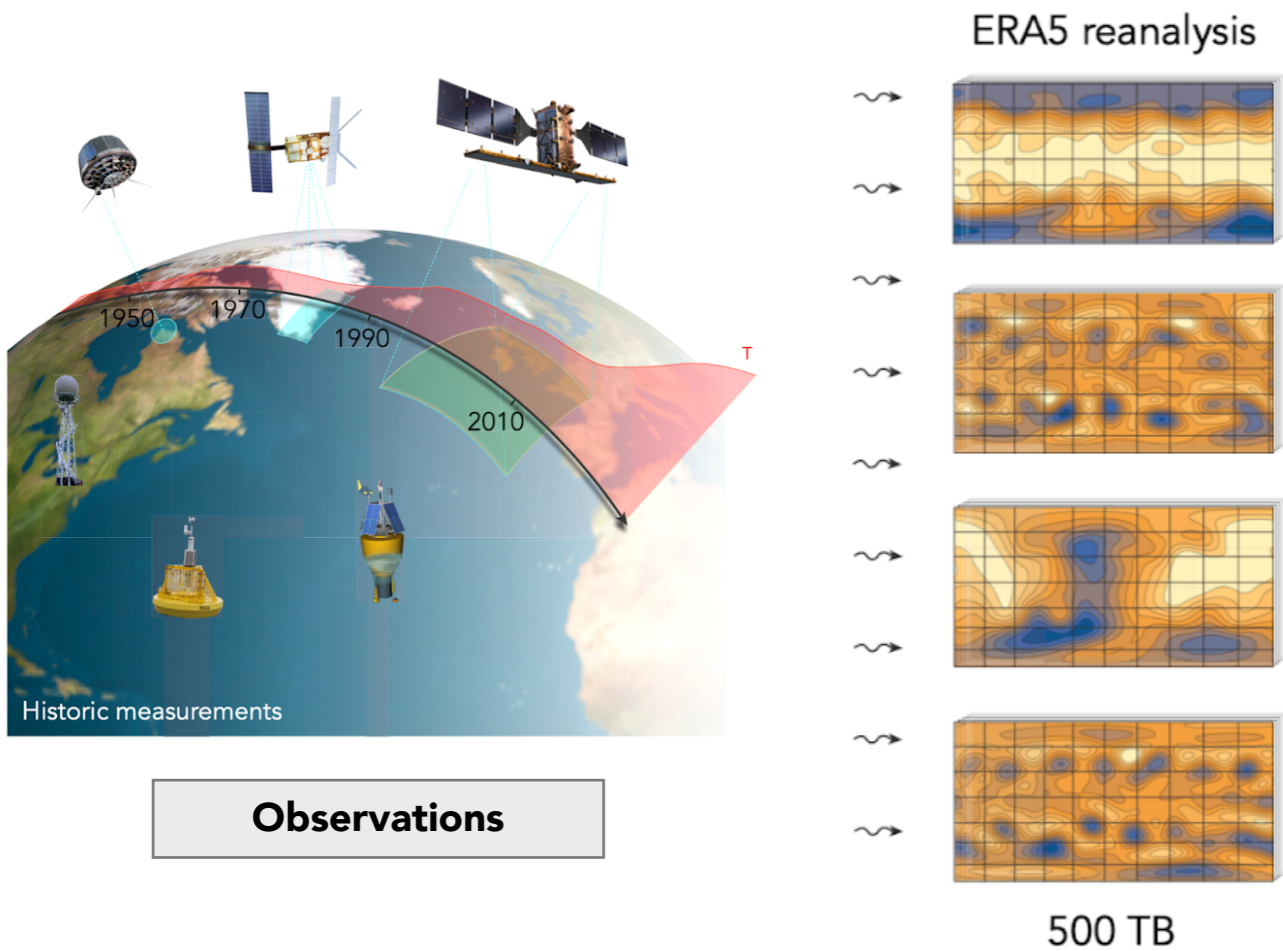 ERA5 reanalysis
T
1950
1970
1990
2010
Historic measurements
Observations
500 TB